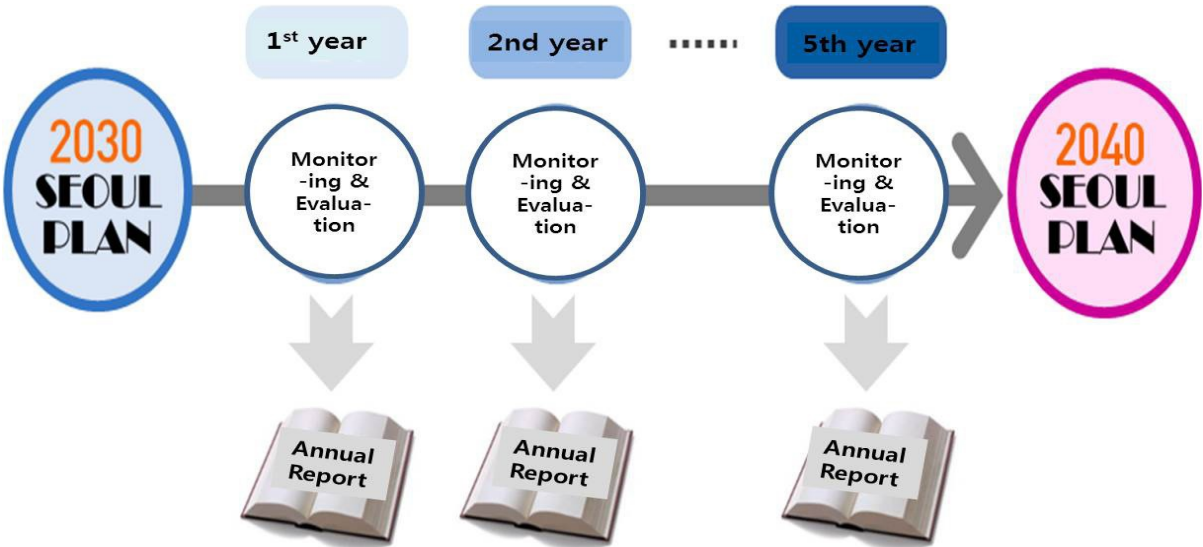 1st year
2nd year
5th year
2030
SEOUL
PLAN
Monitor
-ing &
Evalua-
tion
Monitor
-ing &
Evalua-
tion
Monitor
-ing &
Evalua-
tion
2040
SEOUL
PLAN
Annual
Report
Annual
Report
Annual
Report